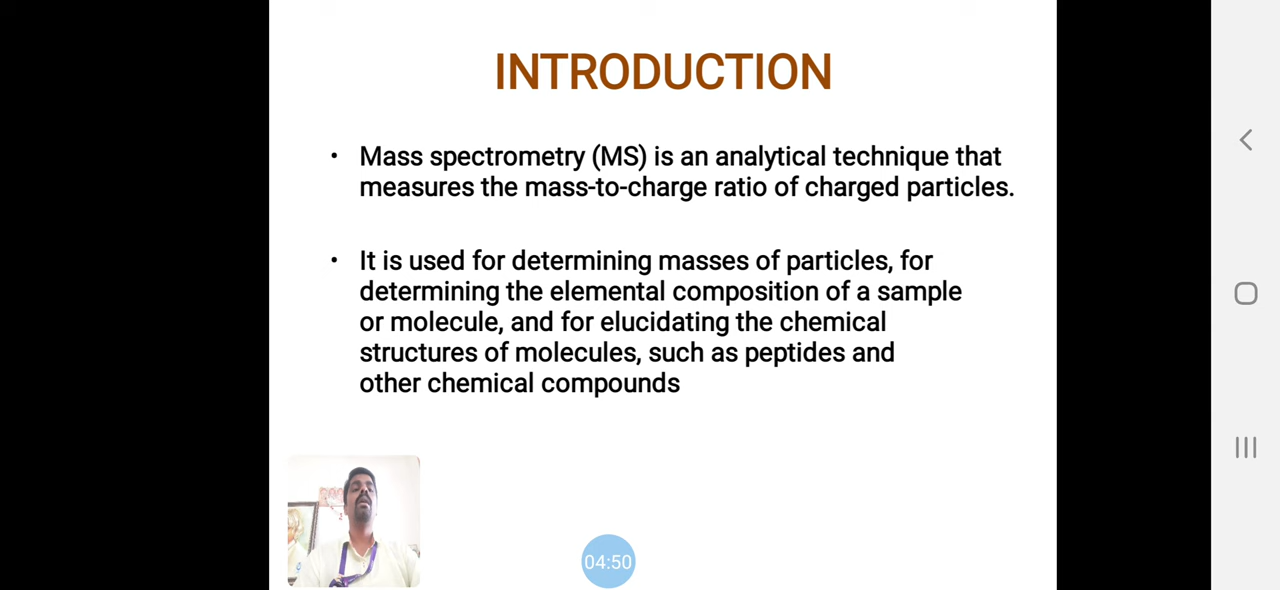 INTRODUCTION
• Mass spectrometry (MS) is an analytical technique that
measures the mass-to-charge ratio of charged particles.
• It is used for determining masses of particles, for
determining the elemental composition of a sample
or molecule, and for elucidating the chemical
structures of molecules, such as peptides and
other chemical compounds
04:50